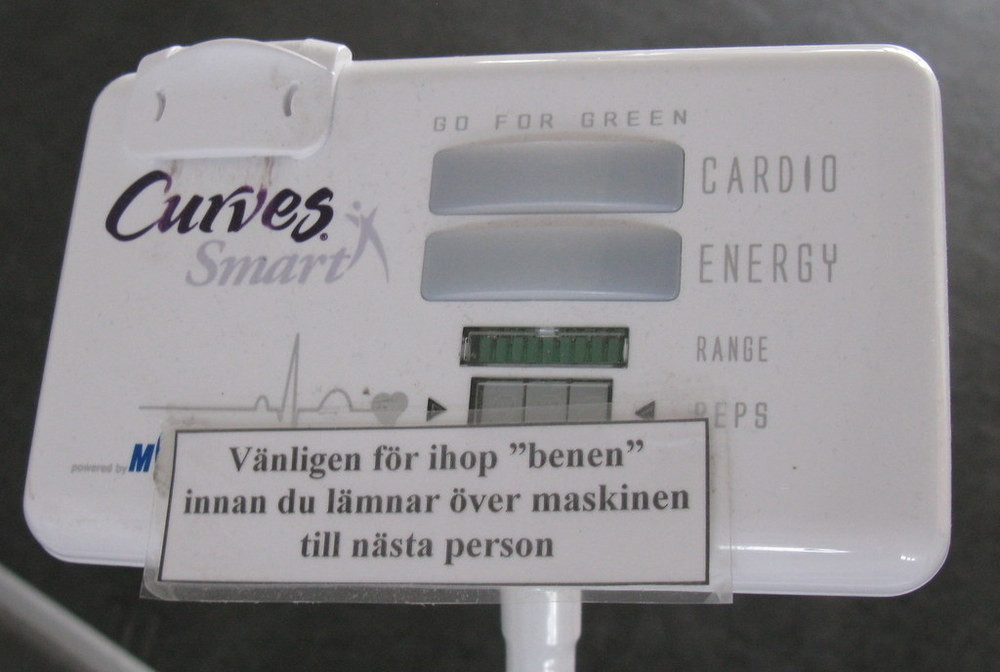 GO FOR GREEN
Curves®
Smart
CARDIO
ENERGY
RANGE
REPS
powered by
Vänligen för ihop ”benen”
innan du lämnar över maskinen
till nästa person